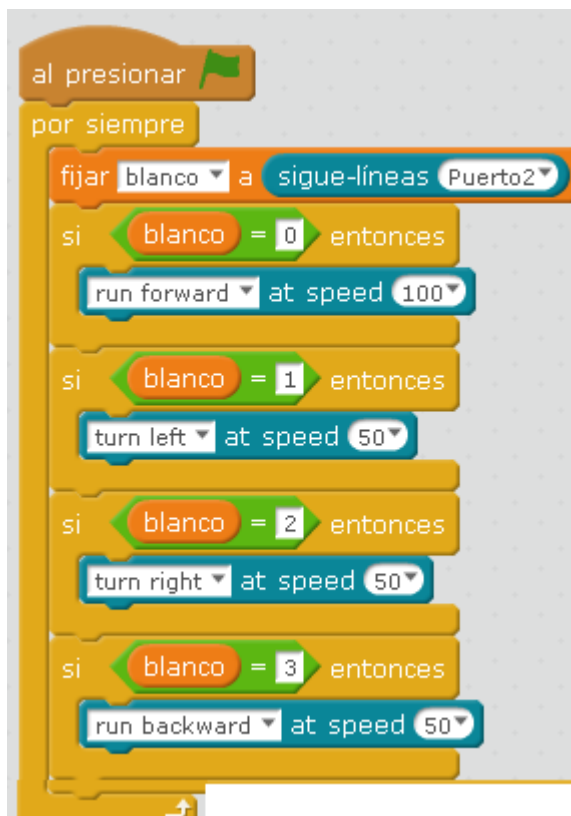 al presionar
por siempre
fijar blanco a sigue-líneas Puerto2
si blanco = 0 entonces
run forward at speed 100
si blanco = 1 entonces
turn left at speed 50
si blanco = 2 entonces
turn right at speed 50
si blanco = 3 entonces
run backward at speed 50